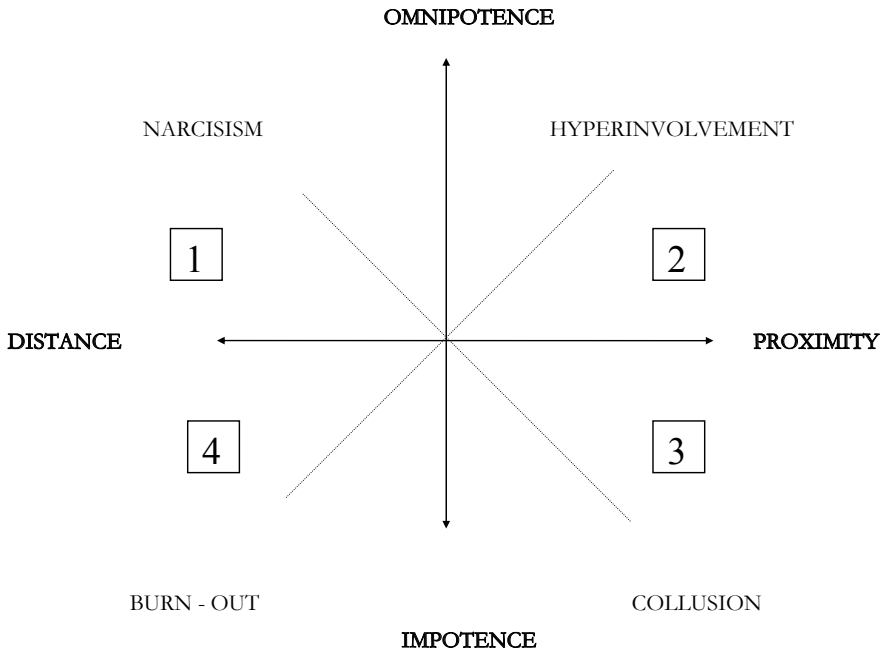 OMNIPOTENCE
NARCISISM
HYPERINVOLVEMENT
1
2
DISTANCE
PROXIMITY
4
3
BURN - OUT
COLLUSION
IMPOTENCE